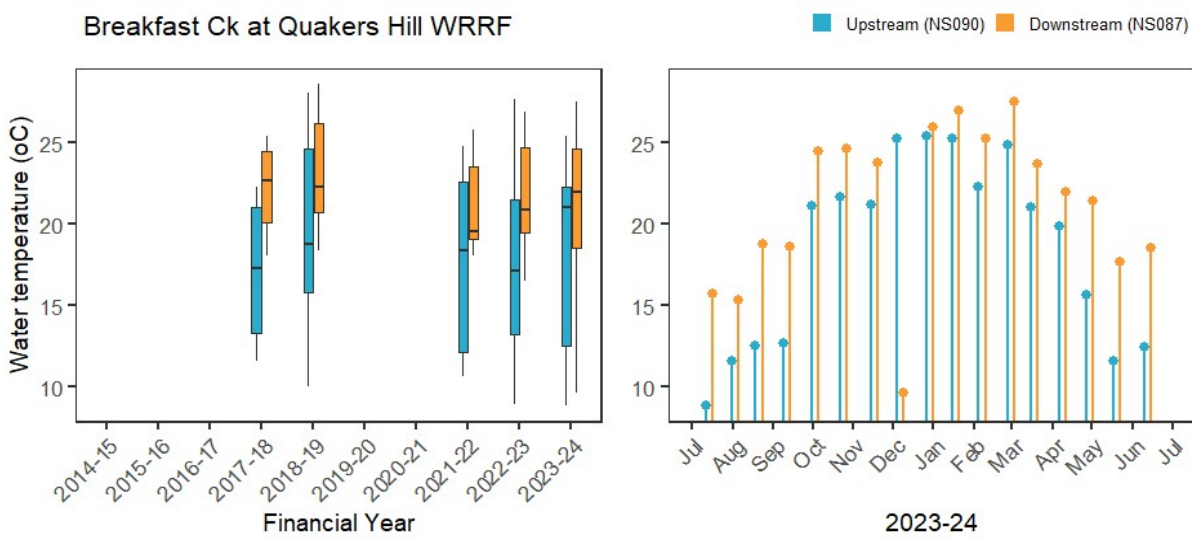 Breakfast Ck at Quakers Hill WRRF
Upstream (NS090)
Downstream (NS087)
Water temperature (oC)
25
20
15
10
2014-15
2015-16
2016-17
2017-18
2018-19
2019-20
2020-21
2021-22
2022-23
2023-24
Financial Year
25
20
15
10
Jul
Aug
Sep
Oct
Nov
Dec
Jan
Feb
Mar
Apr
May
Jun
Jul
2023-24